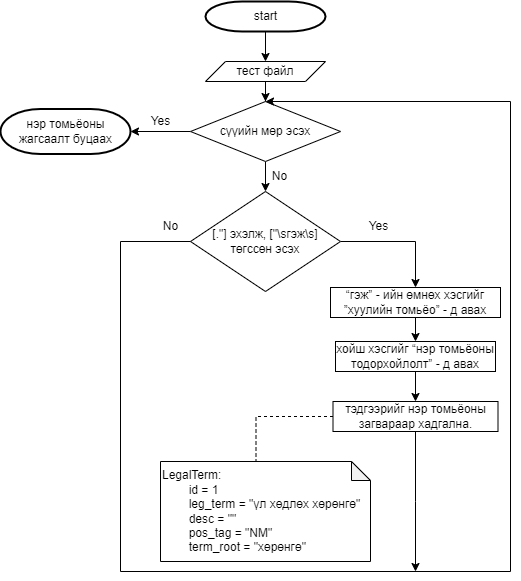 start
тест файл
сүүийн мөр эсэх
Yes
нэр томьёоны
жагсаалт буцаах
No
[."] эхэлж, ["\sгэж\s]
төгссөн эсэх
No
Yes
“гэж” - ийн өмнөх хэсгийг
”хуулийн томьёо” - д авах
хойш хэсгийг “нэр томьёоны
тодорхойлолт” - д авах
тэдгээрийг нэр томьёоны
загвараар хадгална.
LegalTerm:
id = 1
leg_term = "үл хөдлөх хөрөнгө"
desc = ""
pos_tag = "NM"
term_root = "хөрөнгө"